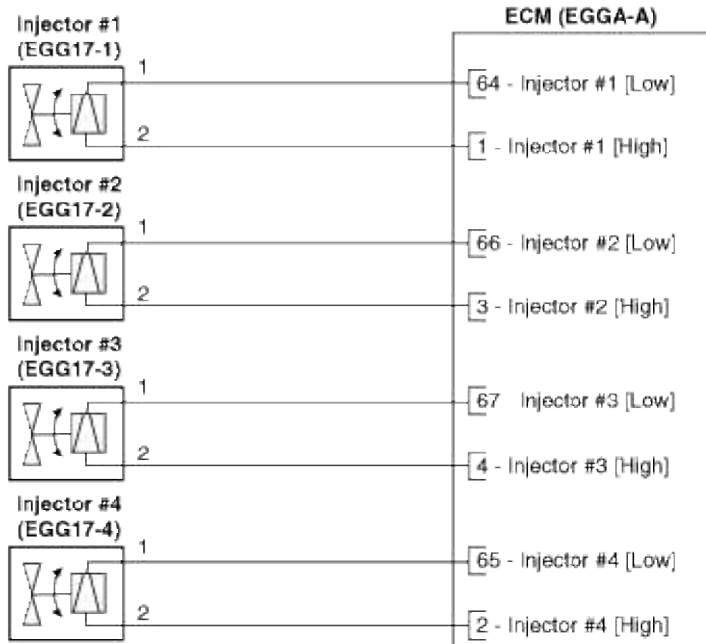 ECM (EGGA-A)
Injector #1
(EGG17-1)
1
64 - Injector #1 [Low]
2
1 - Injector #1 [High]
Injector #2
(EGG17-2)
1
66 - Injector #2 [Low]
2
3 - Injector #2 [High]
Injector #3
(EGG17-3)
1
67 Injector #3 [Low]
2
4 - Injector #3 [High]
Injector #4
(EGG17-4)
1
65 - Injector #4 [Low]
2
2 - Injector #4 [High]